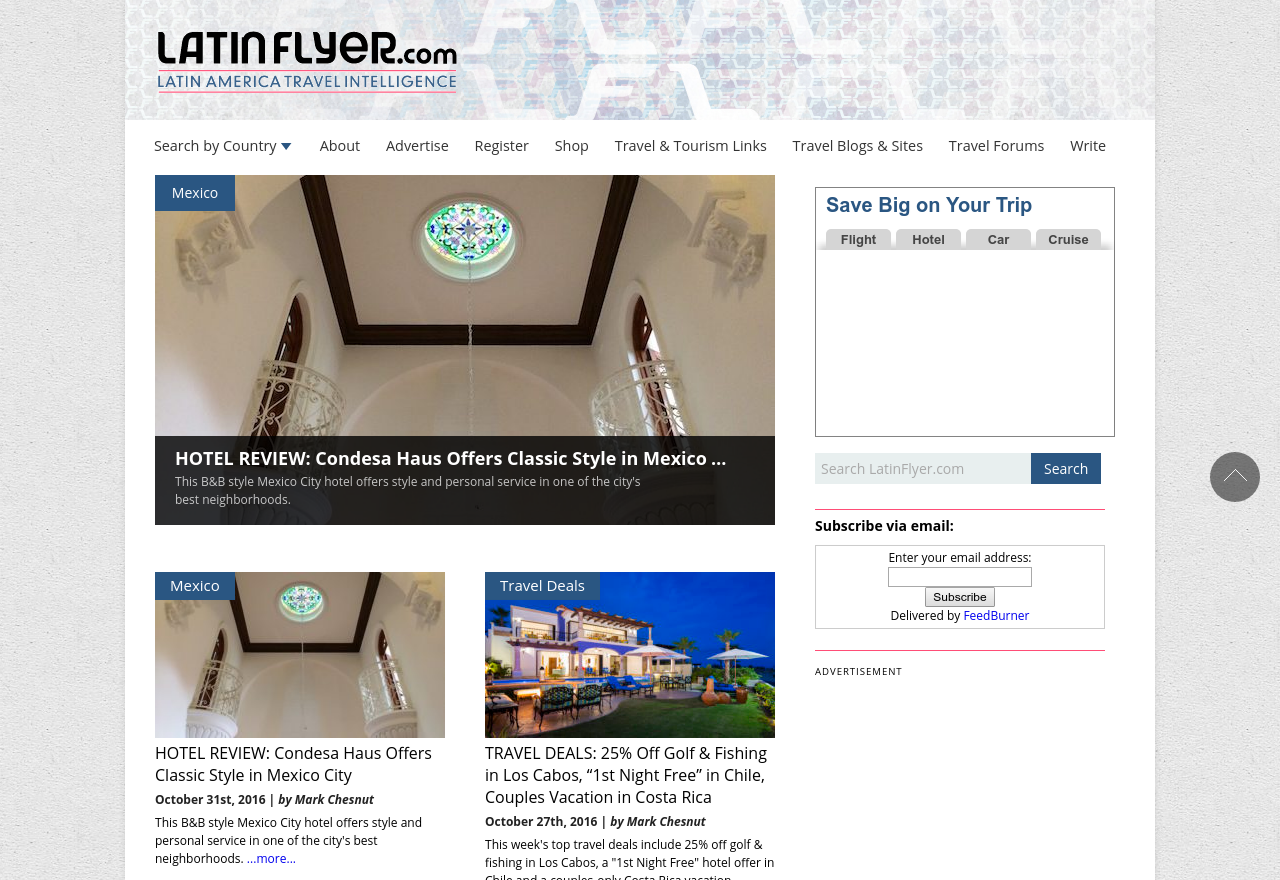 LATINFLYER.com
LATIN AMERICA TRAVEL INTELLIGENCE
Search by Country About Advertise Register Shop Travel & Tourism Links Travel Blogs & Sites Travel Forums Write
Mexico
HOTEL REVIEW: Condesa Haus Offers Classic Style in Mexico ...
This B&B style Mexico City hotel offers style and personal service in one of the city's
best neighborhoods.
Save Big on Your Trip
Flight Hotel Car Cruise
Search LatinFlyer.com Search
Subscribe via email:
Enter your email address:
Subscribe
Delivered by FeedBurner
ADVERTISEMENT
Mexico
HOTEL REVIEW: Condesa Haus Offers
Classic Style in Mexico City
October 31st, 2016 | by Mark Chesnut
This B&B style Mexico City hotel offers style and
personal service in one of the city's best
neighborhoods. ...more...
Travel Deals
TRAVEL DEALS: 25% Off Golf & Fishing
in Los Cabos, “1st Night Free” in Chile,
Couples Vacation in Costa Rica
October 27th, 2016 | by Mark Chesnut
This week's top travel deals include 25% off golf &
fishing in Los Cabos, a "1st Night Free" hotel offer in
Chile and a couples-only Costa Rica vacation